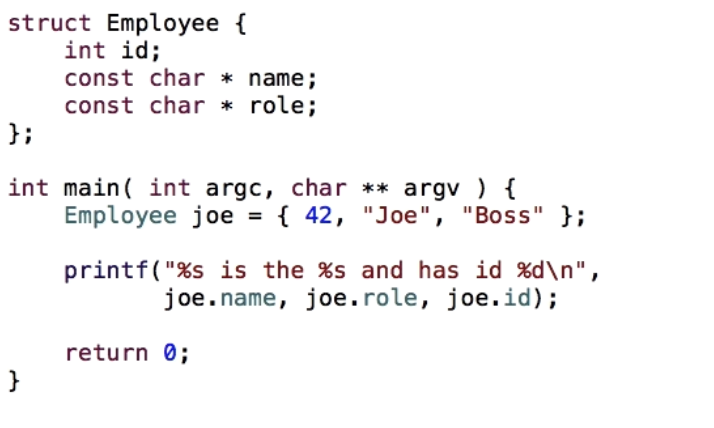 struct Employee {
    int id;
    const char * name;
    const char * role;
};

int main( int argc, char ** argv ) {
    Employee joe = { 42, "Joe", "Boss" };

    printf("%s is the %s and has id %d\n",
           joe.name, joe.role, joe.id);

    return 0;
}